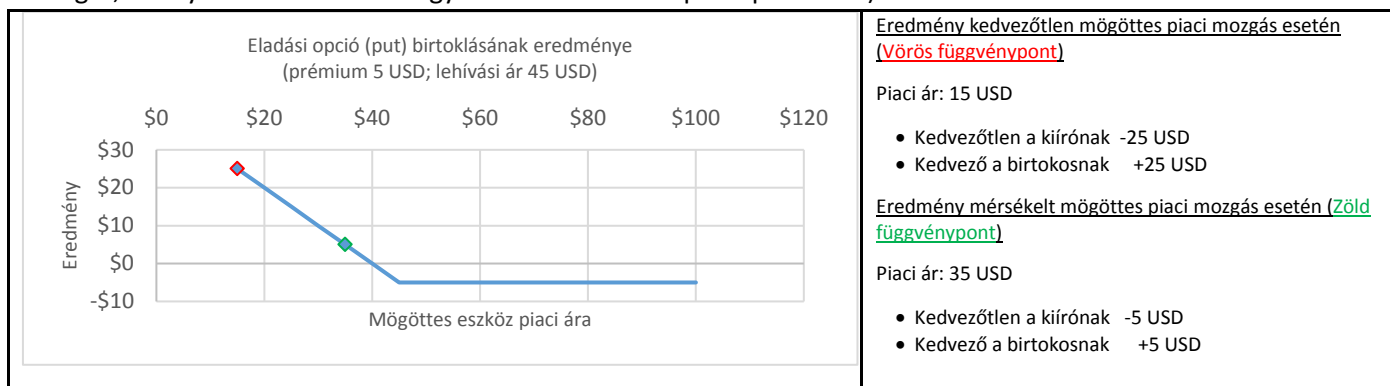 Eladási opció (put) birtoklásának eredménye
(prémium 5 USD; lehívási ár 45 USD)
$0 $20 $40 $60 $80 $100 $120
$30
$20
$10
$0
-$10
Eredmény
Mögöttes eszköz piaci ára
Eredmény kedvezőtlen mögöttes piaci mozgás esetén
(Vörös függvénypont)
Piaci ár: 15 USD
• Kedvezőtlen a kiírónak -25 USD
• Kedvező a birtokosnak +25 USD
Eredmény mérsékelt mögöttes piaci mozgás esetén (Zöld
függvénypont)
Piaci ár: 35 USD
• Kedvezőtlen a kiírónak -5 USD
• Kedvező a birtokosnak +5 USD